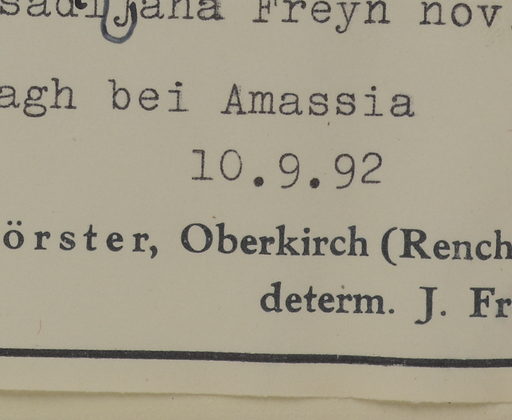 Freyn nov.
agh bei Amassia
10.9.92
örster, Oberkirch (Rench
determ. J. Fr